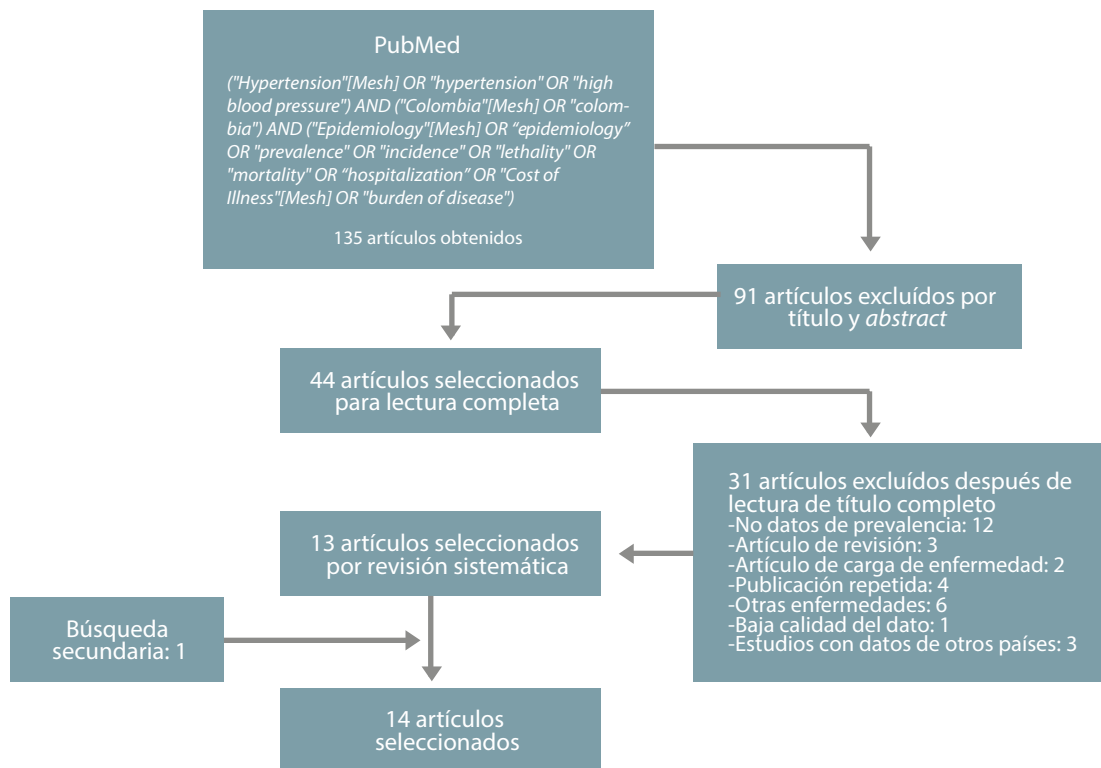 PubMed
("Hypertension"[Mesh] OR "hypertension" OR "high
blood pressure") AND ("Colombia"[Mesh] OR "colom-
bia") AND ("Epidemiology"[Mesh] OR “epidemiology”
OR "prevalence" OR "incidence" OR "lethality" OR
"mortality" OR “hospitalization” OR "Cost of
Illness"[Mesh] OR "burden of disease")
135 artículos obtenidos
91 artículos excluídos por
título y abstract
44 artículos seleccionados
para lectura completa
31 artículos excluídos después de
lectura de título completo
-No datos de prevalencia: 12
-Artículo de revisión: 3
-Artículo de carga de enfermedad: 2
-Publicación repetida: 4
-Otras enfermedades: 6
-Baja calidad del dato: 1
-Estudios con datos de otros países: 3
13 artículos seleccionados
por revisión sistemática
Búsqueda
secundaria: 1
14 artículos
seleccionados